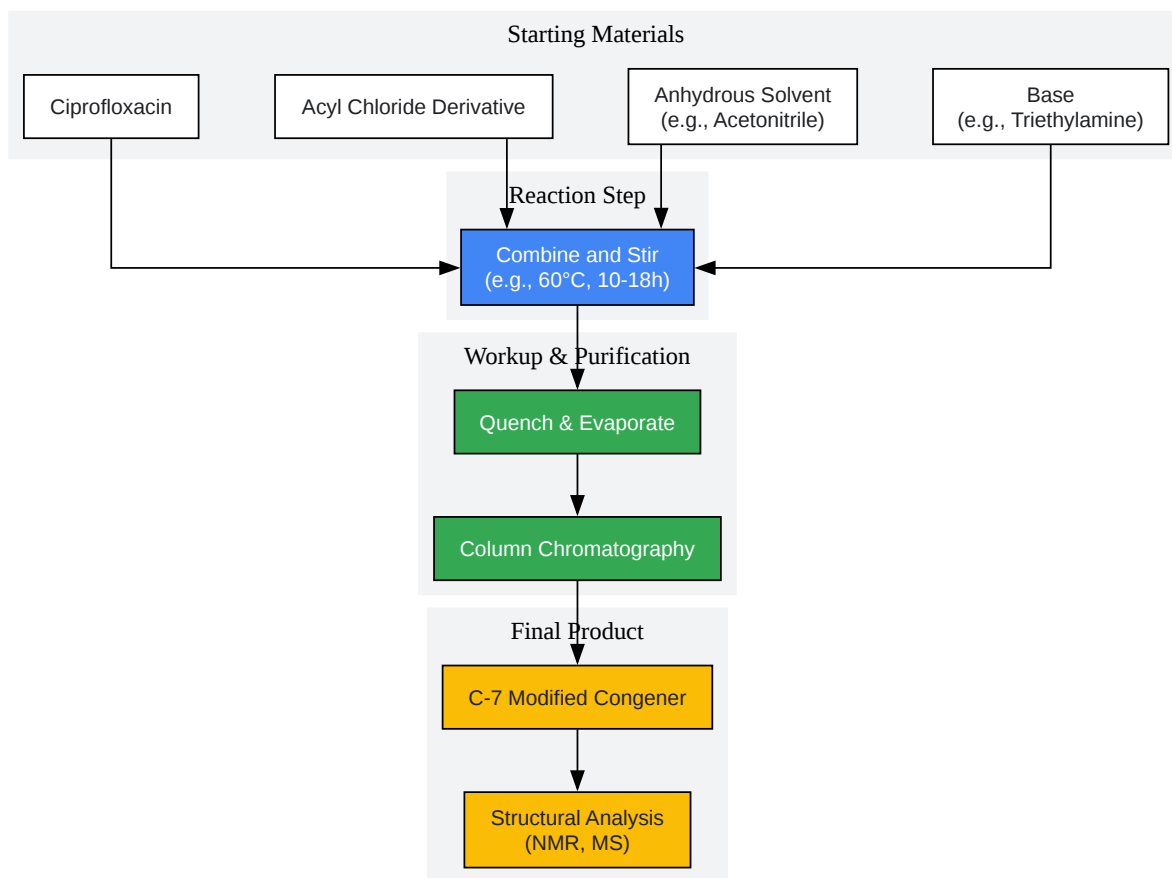 Starting Materials
Ciprofloxacin
Acyl Chloride Derivative
Anhydrous Solvent
(e.g., Acetonitrile)
Base
(e.g., Triethylamine)
Reaction Step
Combine and Stir
(e.g., 60°C, 10-18h)
Workup & Purification
Quench & Evaporate
Column Chromatography
Final Product
C-7 Modified Congener
Structural Analysis
(NMR, MS)